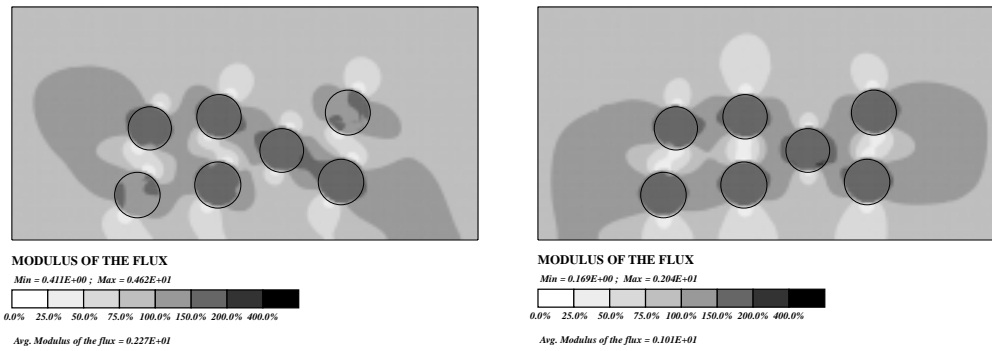 MODULUS OF THE FLUX
Min = 0.411E+00 ; Max = 0.462E+01
0.0% 25.0% 50.0% 75.0% 100.0% 150.0% 200.0% 400.0%
Avg. Modulus of the flux = 0.227E+01
MODULUS OF THE FLUX
Min = 0.169E+00 ; Max = 0.204E+01
0.0% 25.0% 50.0% 75.0% 100.0% 150.0% 200.0% 400.0%
Avg. Modulus of the flux = 0.101E+01